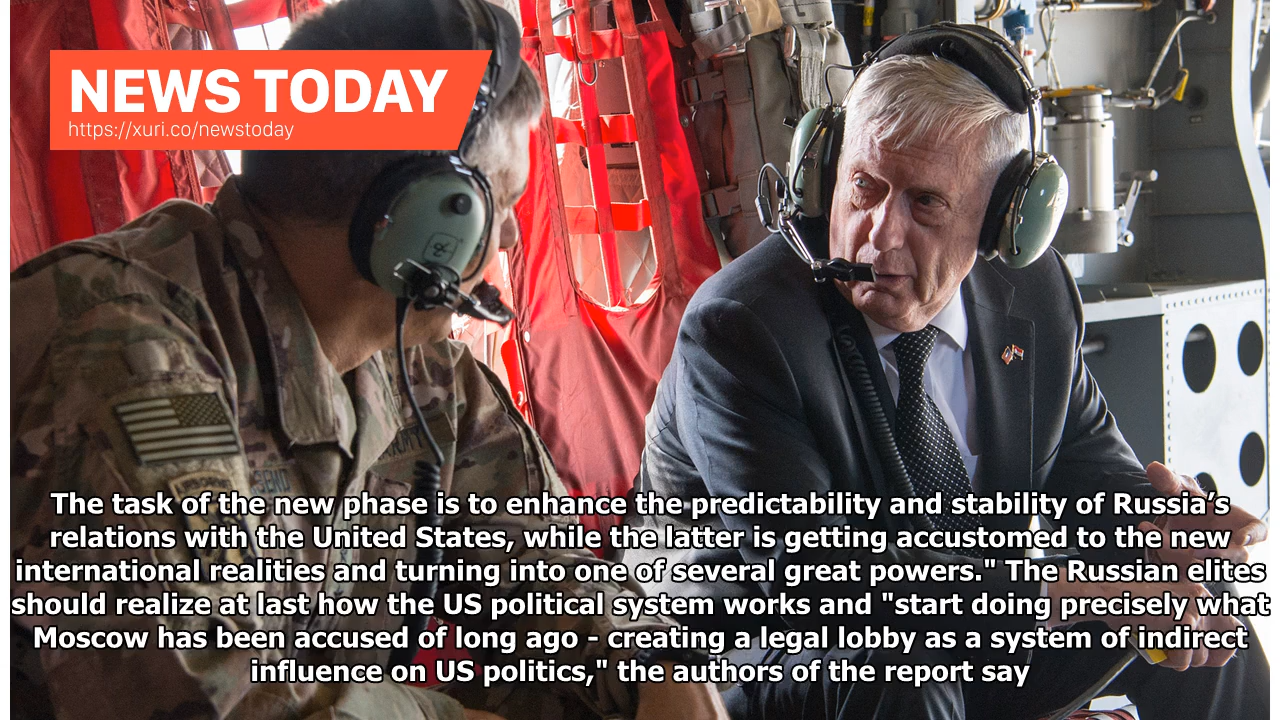 NEWS TODAY
https://xuri.co/newstoday
The task of the new phase is to enhance the predictability and stability of Russia’s
relations with the United States, while the latter is getting accustomed to the new
international realities and turning into one of several great powers." The Russian elites
should realize at last how the US political system works and "start doing precisely what
Moscow has been accused of long ago - creating a legal lobby as a system of indirect
influence on US politics," the authors of the report say